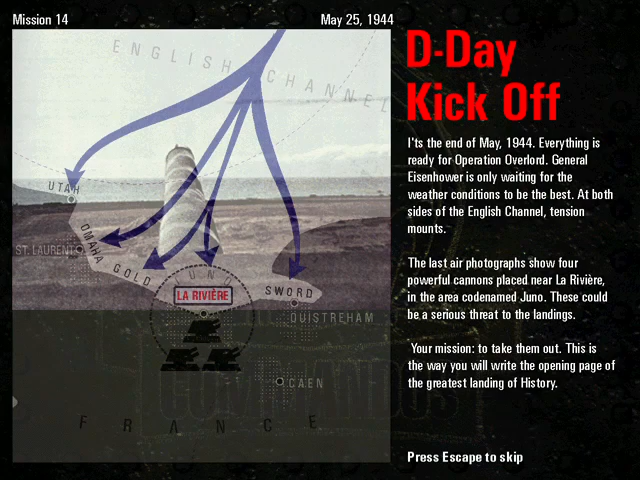 Mission 14
May 25, 1944
D-Day
Kick Off
I'ts the end of May, 1944. Everything is
ready for Operation Overlord. General
Eisenhower is only waiting for the
weather conditions to be the best. At both
sides of the English Channel, tension
mounts.
The last air photographs show four
powerful cannons placed near La Rivière,
in the area codenamed Juno. These could
be a serious threat to the landings.
Your mission: to take them out. This is
the way you will write the opening page of
the greatest landing of History.
Press Escape to skip
ENGLISH CHANNEL
UTAH
OMAHA
ST. LAURENT
GOLD
SWORD
LA RIVIÈRE
OUISTREHAM
CAEN
FRANCE